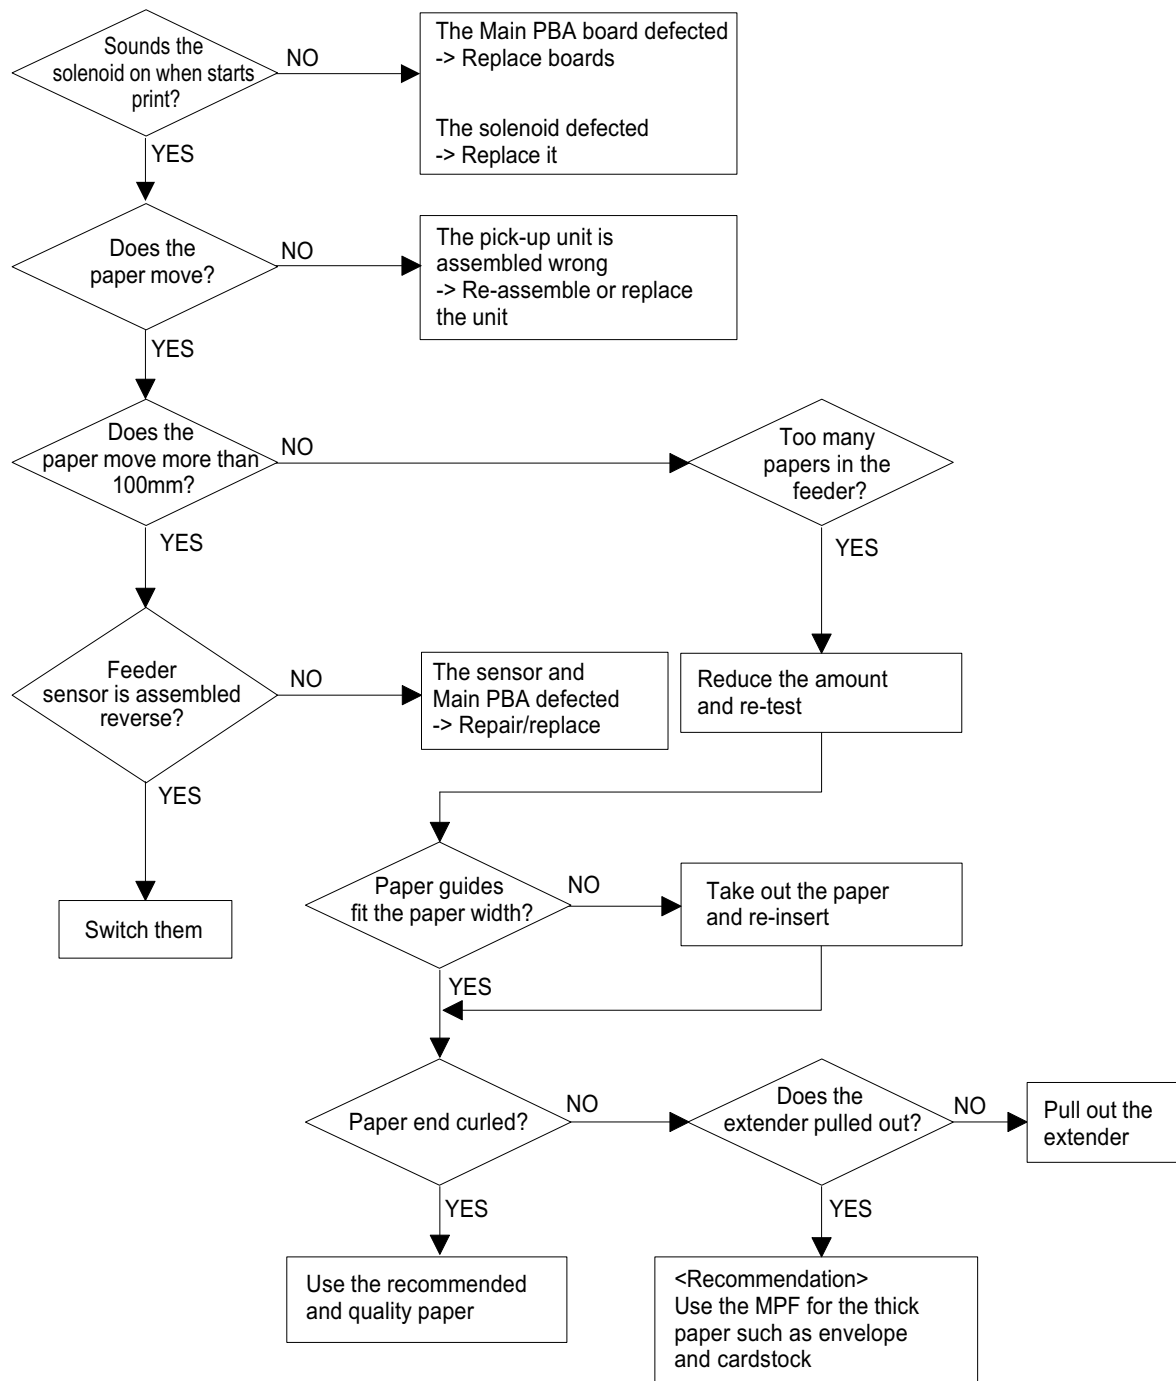 Sounds the
solenoid on when starts
print?
NO
The Main PBA board defected
-> Replace boards
The solenoid defected
-> Replace it
YES
Does the
paper move?
NO
The pick-up unit is
assembled wrong
-> Re-assemble or replace
the unit
YES
Does the
paper move more than
100mm?
NO
Too many
papers in the
feeder?
YES
YES
Feeder
sensor is assembled
reverse?
NO
The sensor and
Main PBA defected
-> Repair/replace
Reduce the amount
and re-test
YES
Switch them
Paper guides
fit the paper width?
NO
Take out the paper
and re-insert
YES
Paper end curled?
NO
Does the
extender pulled out?
NO
Pull out the
extender
YES
YES
Use the recommended
and quality paper
<Recommendation>
Use the MPF for the thick
paper such as envelope
and cardstock